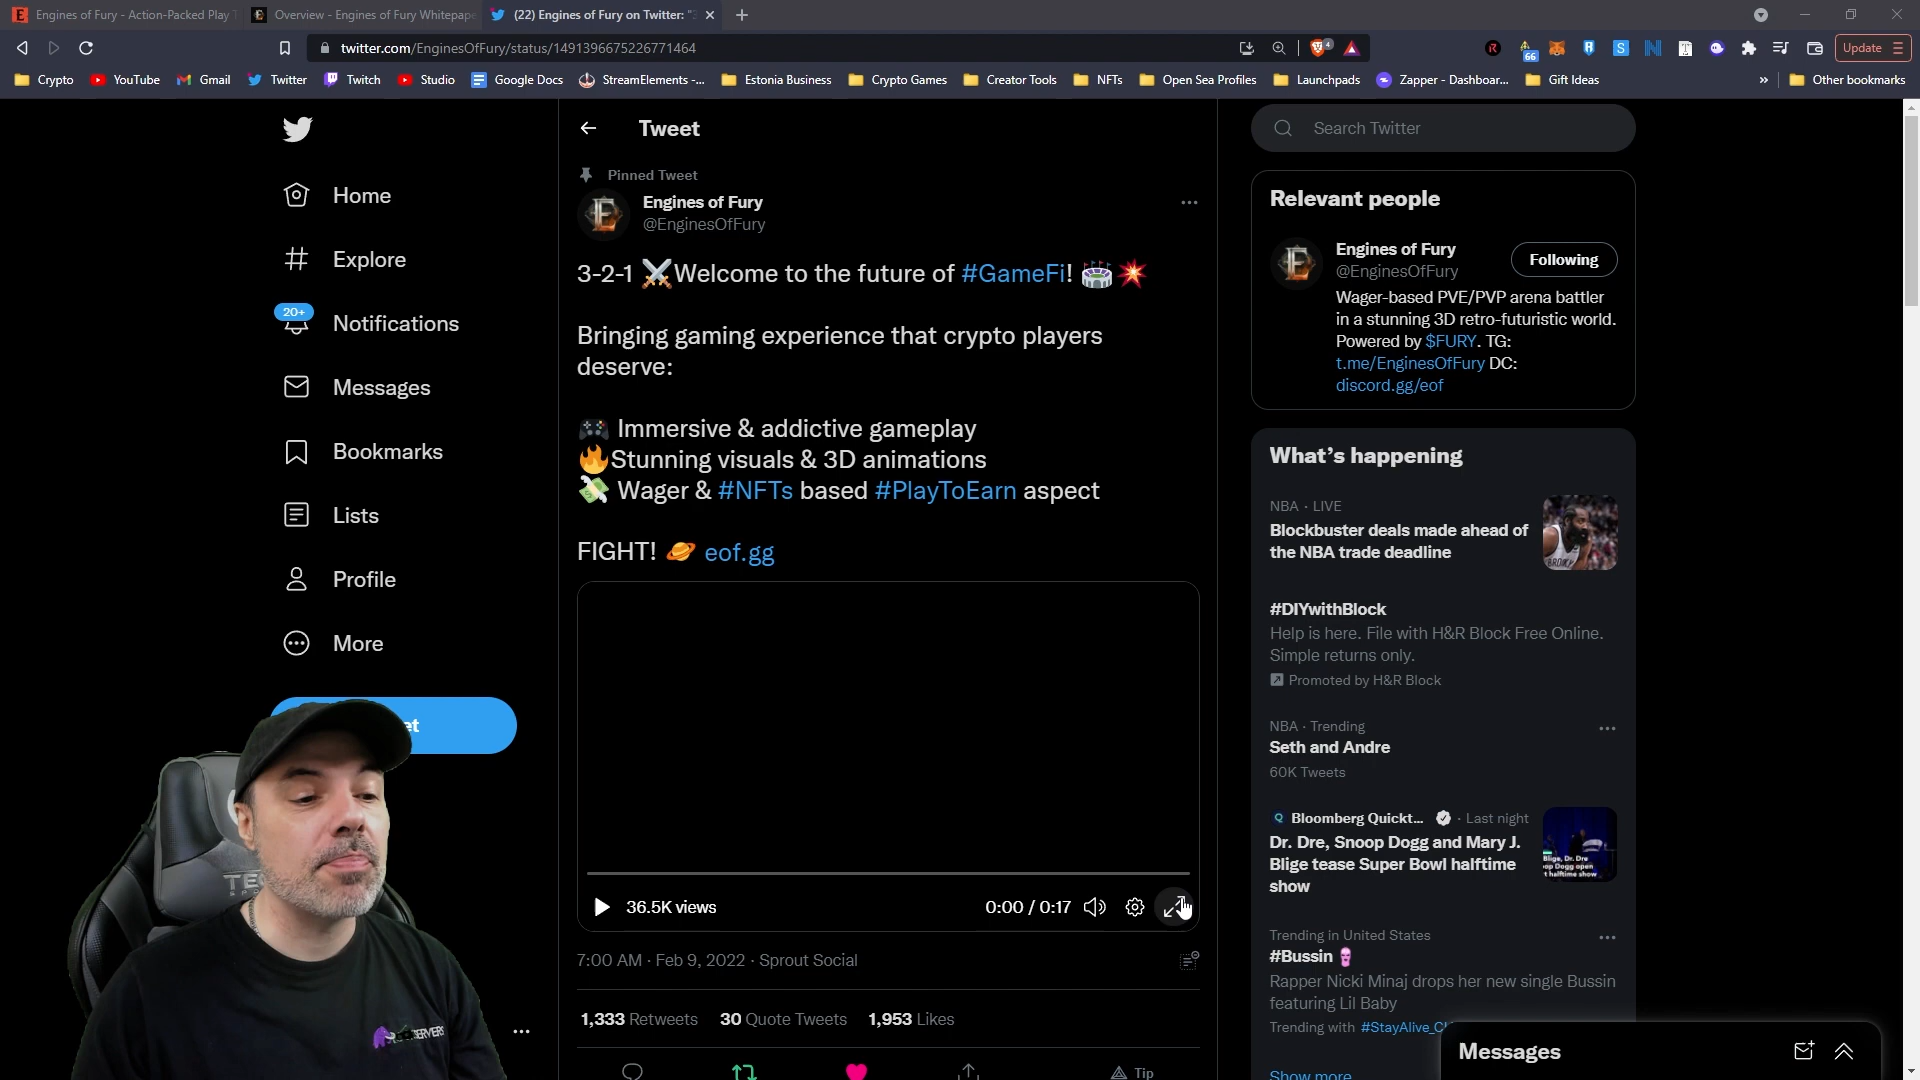 Engines of Fury - Action-Packed Play T
Overview - Engines of Fury Whitepape
(22) Engines of Fury on Twitter: "3
twitter.com/EnginesOfFury/status/1491396675226771464
4
66
Update
Crypto
YouTube
Gmail
Twitter
Twitch
Studio
Google Docs
StreamElements -...
Estonia Business
Crypto Games
Creator Tools
NFTs
Open Sea Profiles
Launchpads
Zapper - Dashboar...
Gift Ideas
Other bookmarks
Home
Explore
20+
Notifications
Messages
Bookmarks
Lists
Profile
More
et
Tweet
Pinned Tweet
Engines of Fury
@EnginesOfFury
3-2-1 ⚔️Welcome to the future of #GameFi! 🏟️💥
Bringing gaming experience that crypto players
deserve:
🎮 Immersive & addictive gameplay
🔥Stunning visuals & 3D animations
💸 Wager & #NFTs based #PlayToEarn aspect
FIGHT! 🪐 eof.gg
36.5K views
0:00 / 0:17
7:00 AM · Feb 9, 2022 · Sprout Social
1,333 Retweets 30 Quote Tweets 1,953 Likes
Tip
Search Twitter
Relevant people
Engines of Fury
@EnginesOfFury
Following
Wager-based PVE/PVP arena battler
in a stunning 3D retro-futuristic world.
Powered by $FURY. TG:
t.me/EnginesOfFury DC:
discord.gg/eof
What's happening
NBA · LIVE
Blockbuster deals made ahead of
the NBA trade deadline
#DIYwithBlock
Help is here. File with H&R Block Free Online.
Simple returns only.
Promoted by H&R Block
NBA · Trending
Seth and Andre
60K Tweets
Bloomberg Quickt... · Last night
Dr. Dre, Snoop Dogg and Mary J.
Blige tease Super Bowl halftime
show
Trending in United States
#Bussin
Rapper Nicki Minaj drops her new single Bussin
featuring Lil Baby
Trending with #StayAlive_C
Show more
Messages